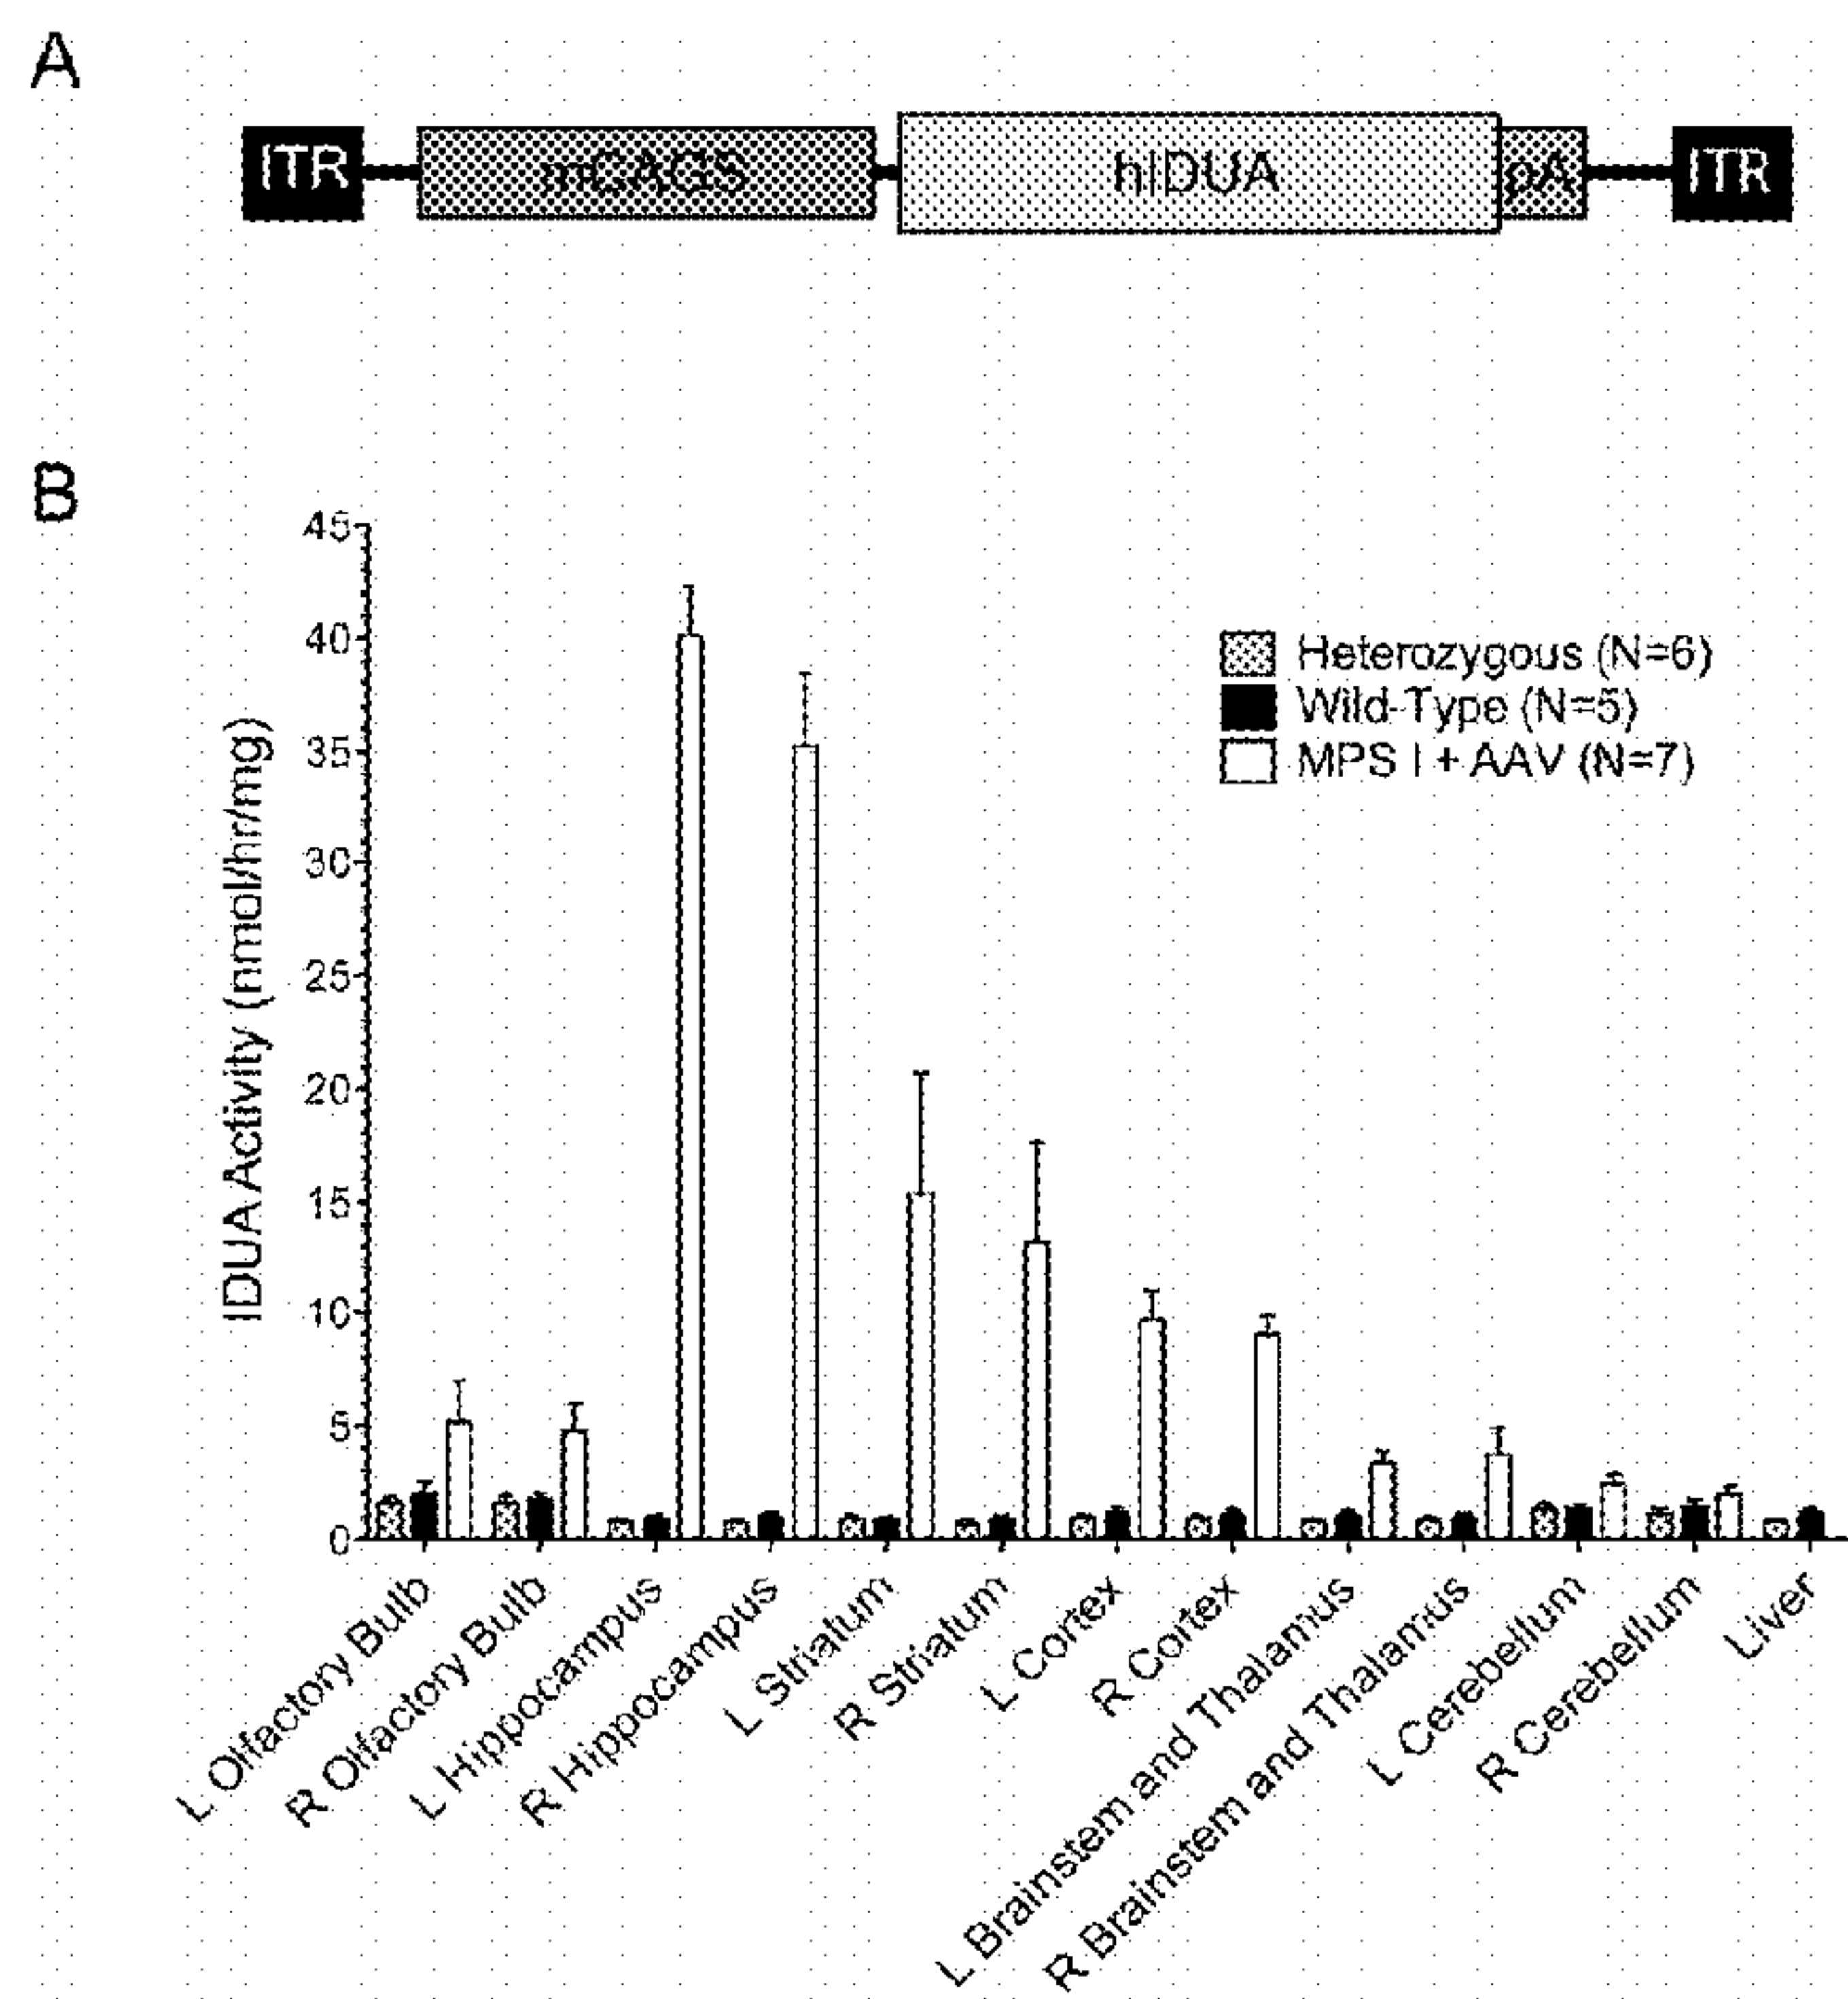 A
ITR mCAGS hIDUA pA ITR
B
45
40
35
30
25
20
15
10
5
0
IDUA Activity (nmol/hr/mg)
Heterozygous (N=6)
Wild-Type (N=5)
MPS I + AAV (N=7)
L Olfactory Bulb
R Olfactory Bulb
L Hippocampus
R Hippocampus
L Striatum
R Striatum
L Cortex
R Cortex
L Brainstem and Thalamus
R Brainstem and Thalamus
L Cerebellum
R Cerebellum
Liver